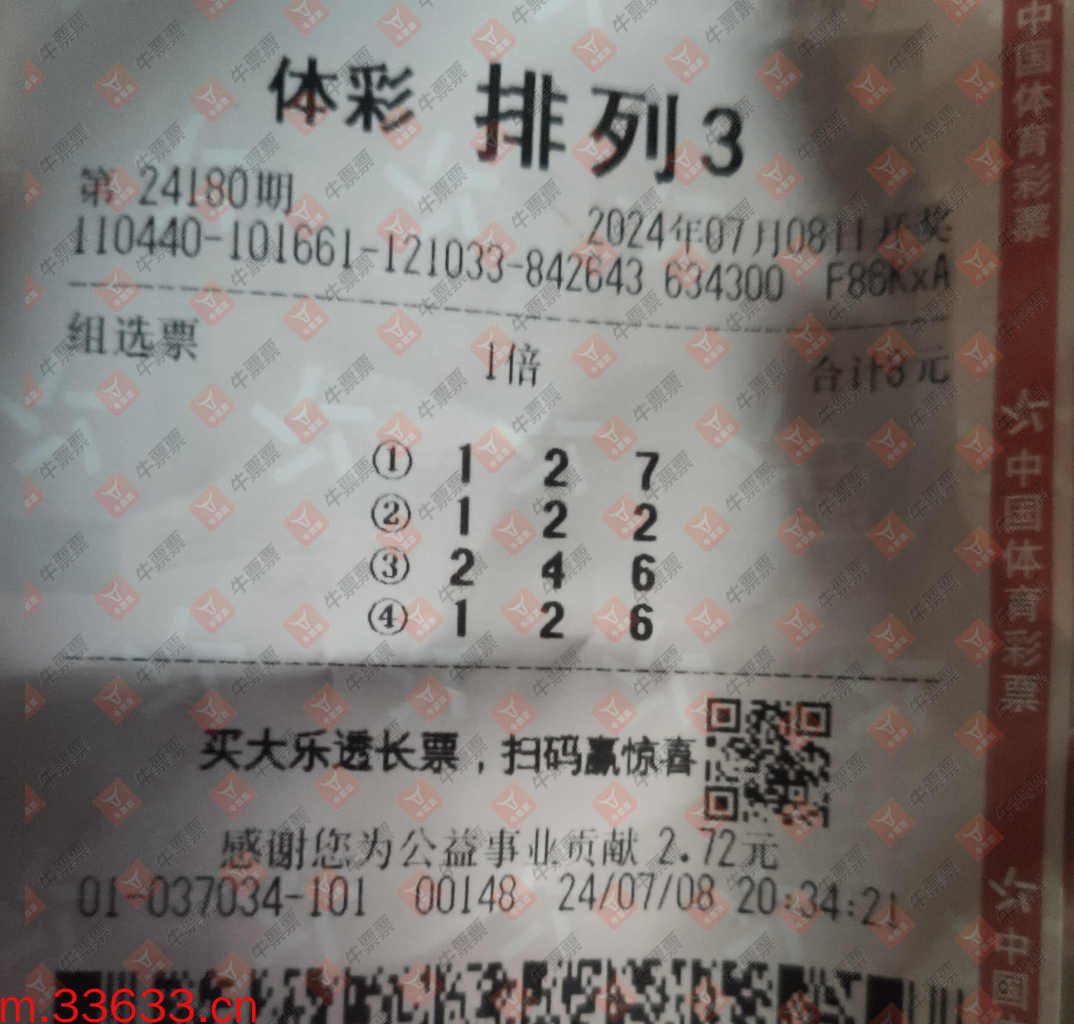 体彩 排列3
第 24180期
2024年07月08日开奖
110440-101661-121033-842643 634300 F86KxA
组选票 1倍 合计8元
① 1 2 7
② 1 2 2
③ 2 4 6
④ 1 2 6
买大乐透长票，扫码赢惊喜
感谢您为公益事业贡献 2.72元
01-037034-101 00148 24/07/08 20:34:21
中国体育彩票
中国体育彩票
中国
牛票票
m.33633.cn